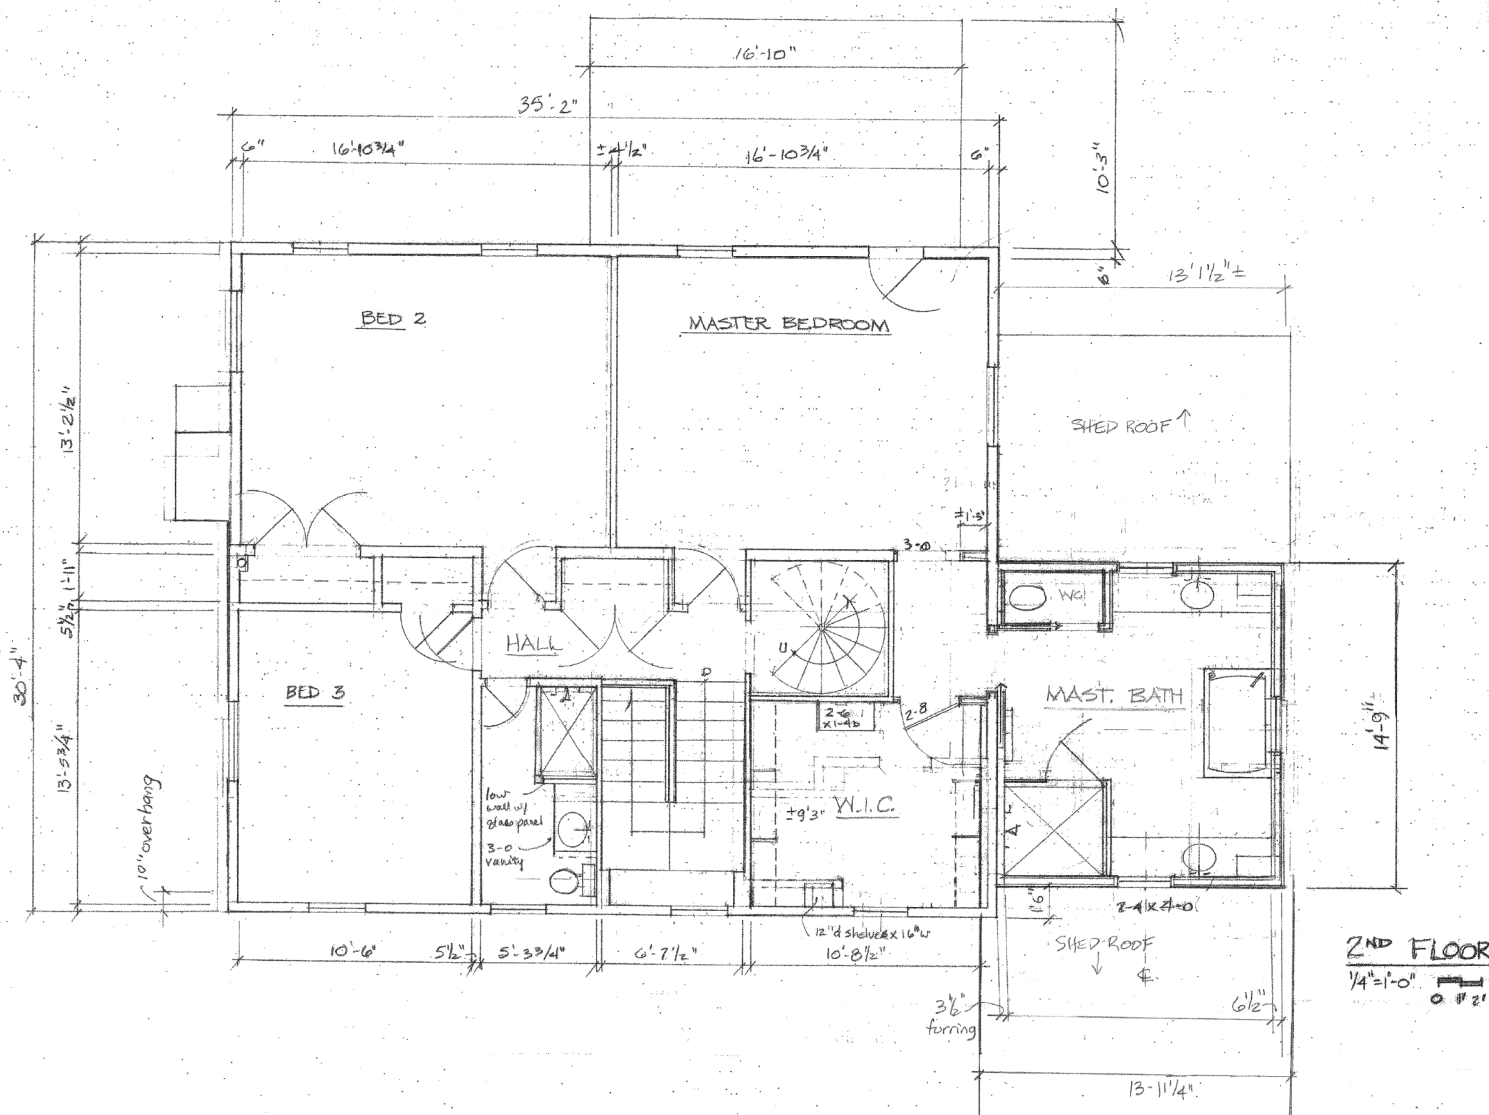 16'-10"
35'-2"
6"
16'-10 3/4"
±4 1/2"
16'-10 3/4"
6"
10'-3"
6"
13' 1 1/2" ±
BED 2
MASTER BEDROOM
SHED ROOF
13'-2 1/2"
±1'-5"
3-0
1'-11"
5 1/2"
WC
HALL
U
D
30'-4"
BED 3
MAST. BATH
2-6
x1-4D
2-8
14'-9"
13'-5 3/4"
10" overhang
low
wall w/
glass panel
3-0
vanity
±9'3"
W.I.C.
12"d shelves x 16"w
1'6"
2-4 x 4-0
10'-6"
5 1/2"
5'-3 3/4"
6'-7 1/2"
10'-8 1/2"
SHED ROOF
℄
2ND FLOOR
1/4"=1'-0"
0 1' 2'
3 1/2"
furring
6 1/2"
13-11 1/4"